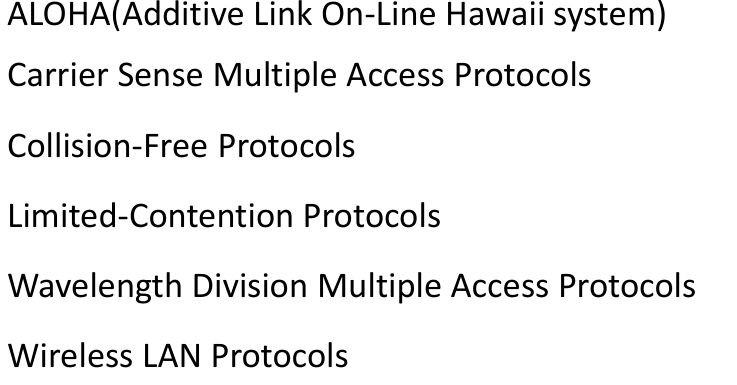 ALOHA(Additive Link On-Line Hawaii system)
Carrier Sense Multiple Access Protocols
Collision-Free Protocols
Limited-Contention Protocols
Wavelength Division Multiple Access Protocols
Wireless LAN Protocols